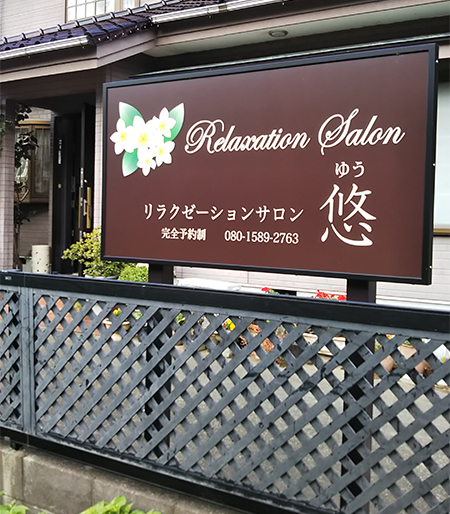 Relaxation Salon
ゆう
リラクゼーションサロン 悠
完全予約制 080-1589-2763